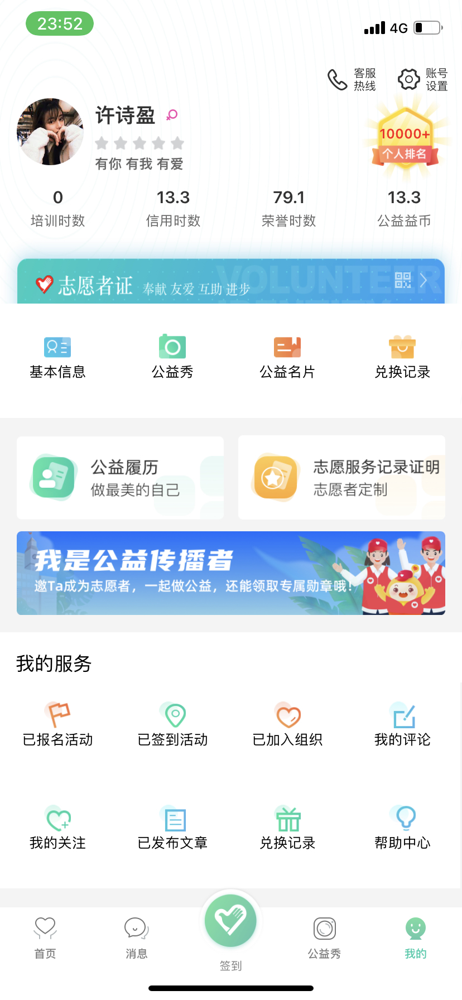 23:52
4G
客服热线
账号设置
许诗盈
10000+
个人排名
有你 有我 有爱
0
13.3
79.1
13.3
培训时数
信用时数
荣誉时数
公益益币
志愿者证 奉献 友爱 互助 进步
VOLUNTEER
基本信息
公益秀
公益名片
兑换记录
公益履历
做最美的自己
志愿服务记录证明
志愿者定制
我是公益传播者
邀Ta成为志愿者，一起做公益，还能领取专属勋章哦！
我的服务
已报名活动
已签到活动
已加入组织
我的评论
我的关注
已发布文章
兑换记录
帮助中心
首页
消息
签到
公益秀
我的